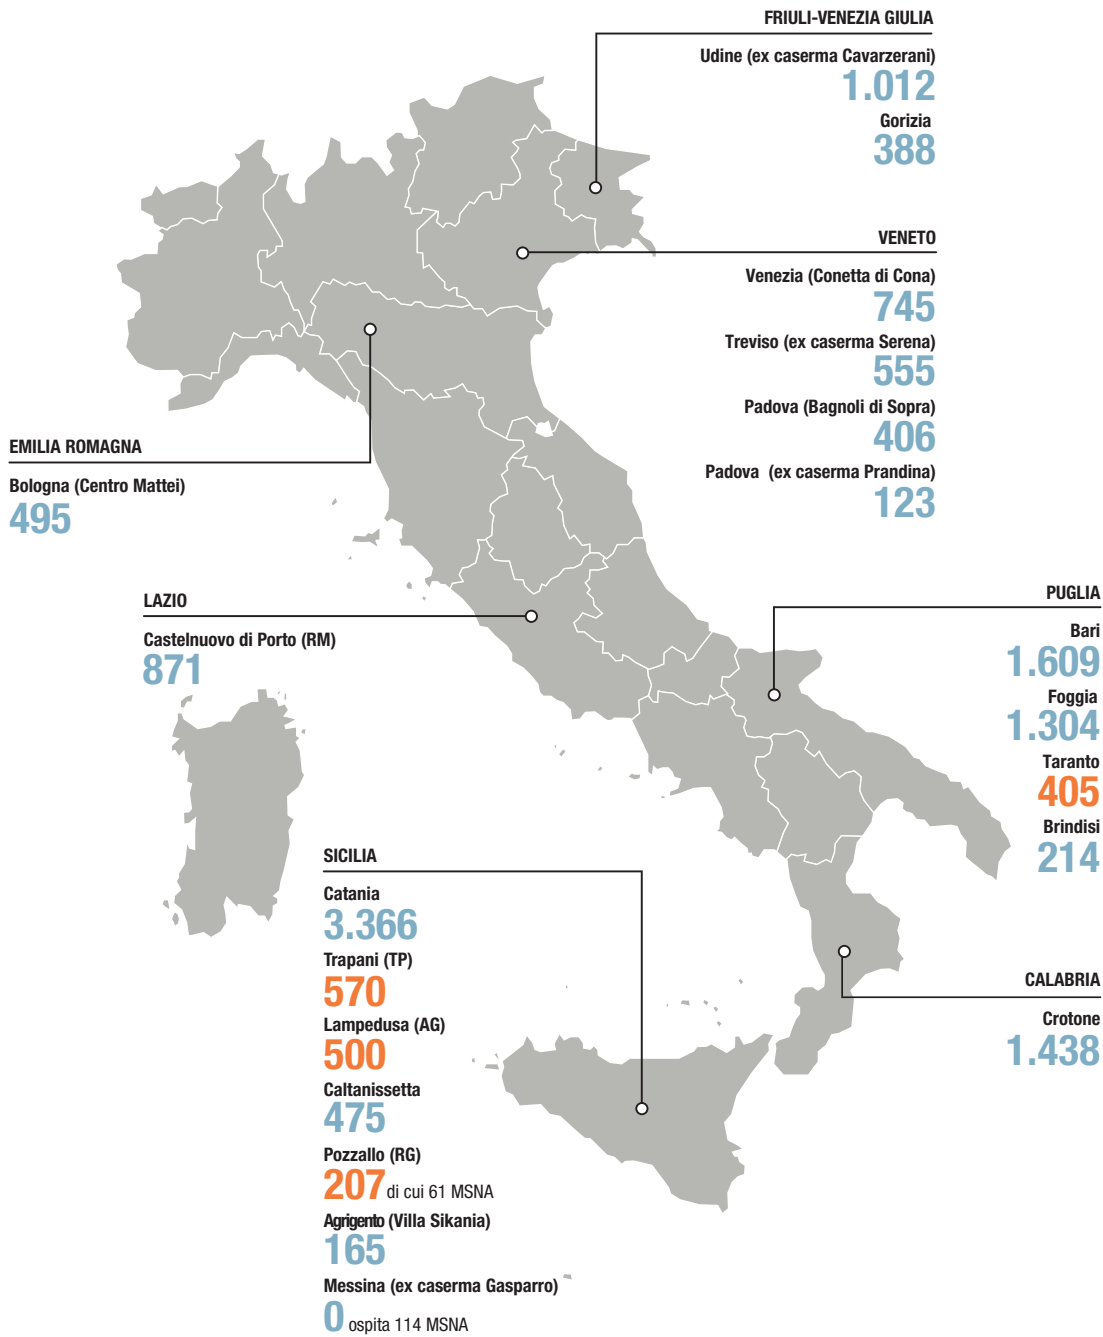 FRIULI-VENEZIA GIULIA
Udine (ex caserma Cavarzerani)
1.012
Gorizia
388
VENETO
Venezia (Conetta di Cona)
745
Treviso (ex caserma Serena)
555
Padova (Bagnoli di Sopra)
406
Padova (ex caserma Prandina)
123
EMILIA ROMAGNA
Bologna (Centro Mattei)
495
LAZIO
Castelnuovo di Porto (RM)
871
PUGLIA
Bari
1.609
Foggia
1.304
Taranto
405
Brindisi
214
SICILIA
Catania
3.366
Trapani (TP)
570
Lampedusa (AG)
500
Caltanissetta
475
Pozzallo (RG)
207 di cui 61 MSNA
Agrigento (Villa Sikania)
165
Messina (ex caserma Gasparro)
0 ospita 114 MSNA
CALABRIA
Crotone
1.438